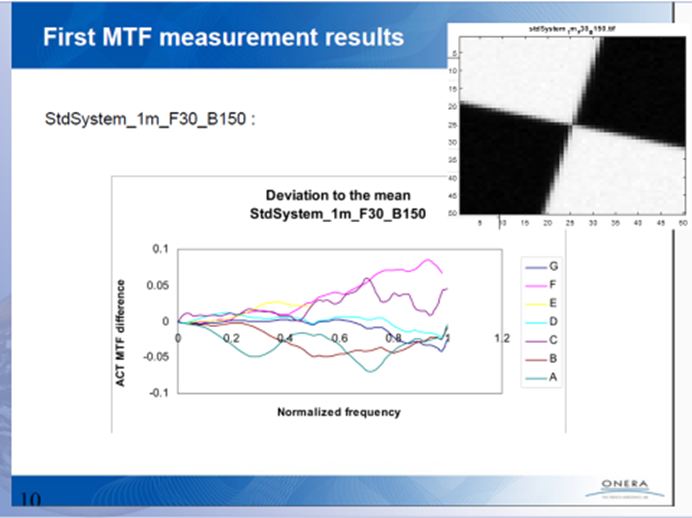 First MTF measurement results
StdSystem_1m_F30_B150 :
5
10
15
20
25
30
35
40
45
50
5 10 15 20 25 30 35 40 45 50
Deviation to the mean
StdSystem_1m_F30_B150
ACT MTF difference
0.1
0.05
0
-0.05
-0.1
0 0.2 0.4 0.6 0.8 1 1.2
Normalized frequency
G
F
E
D
C
B
A
10
ONERA